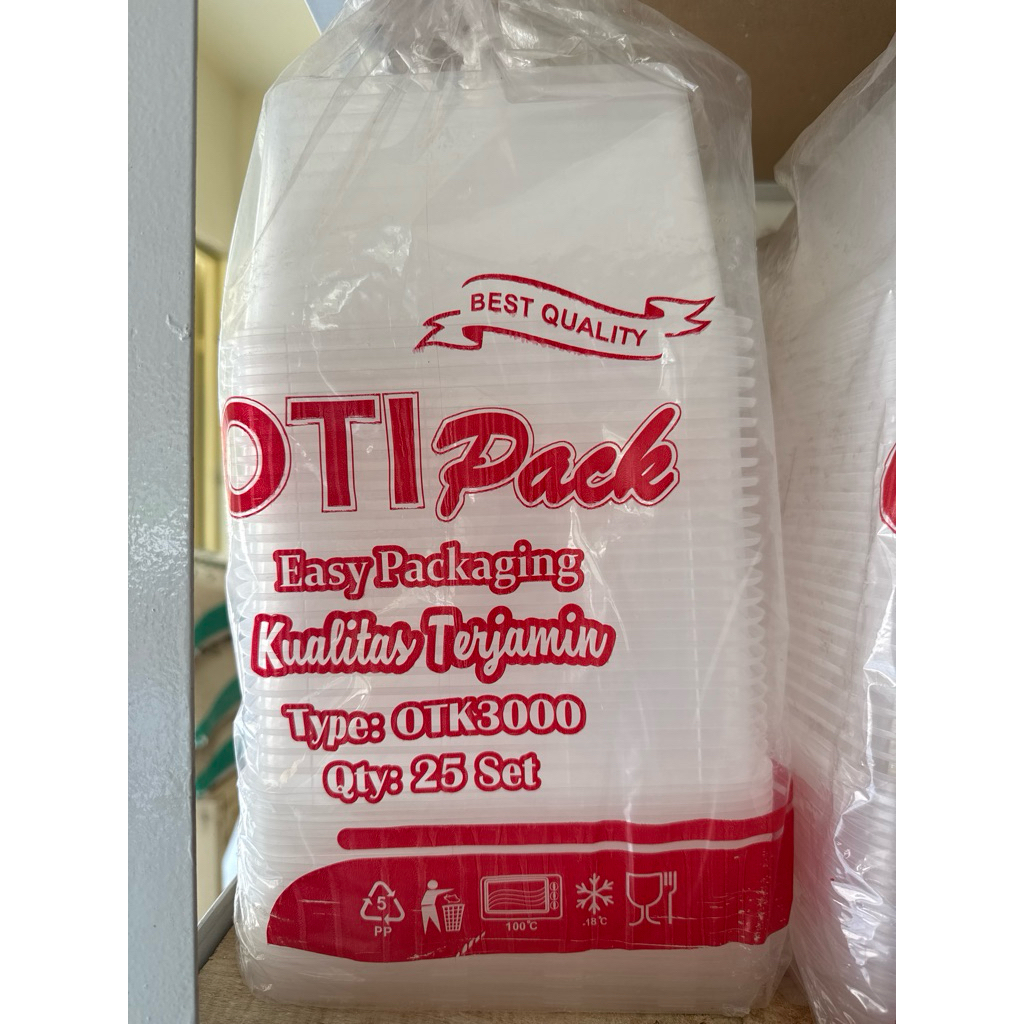 BEST QUALITY
OTI Pack
Easy Packaging
Kualitas Terjamin
Type: OTK3000
Qty: 25 Set
5
PP
100°C
-18°C